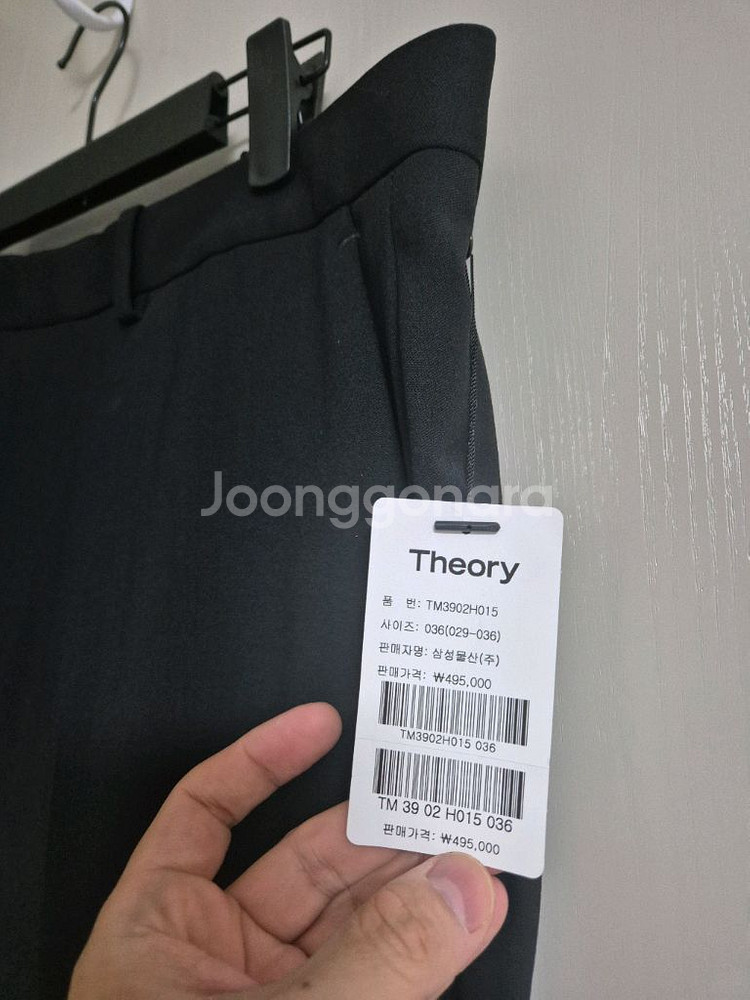 Joonggonara
Theory
품 번: TM3902H015
사이즈: 036(029-036)
판매자명: 삼성물산(주)
판매가격: ₩495,000
TM3902H015 036
TM 39 02 H015 036
판매가격: ₩495,000